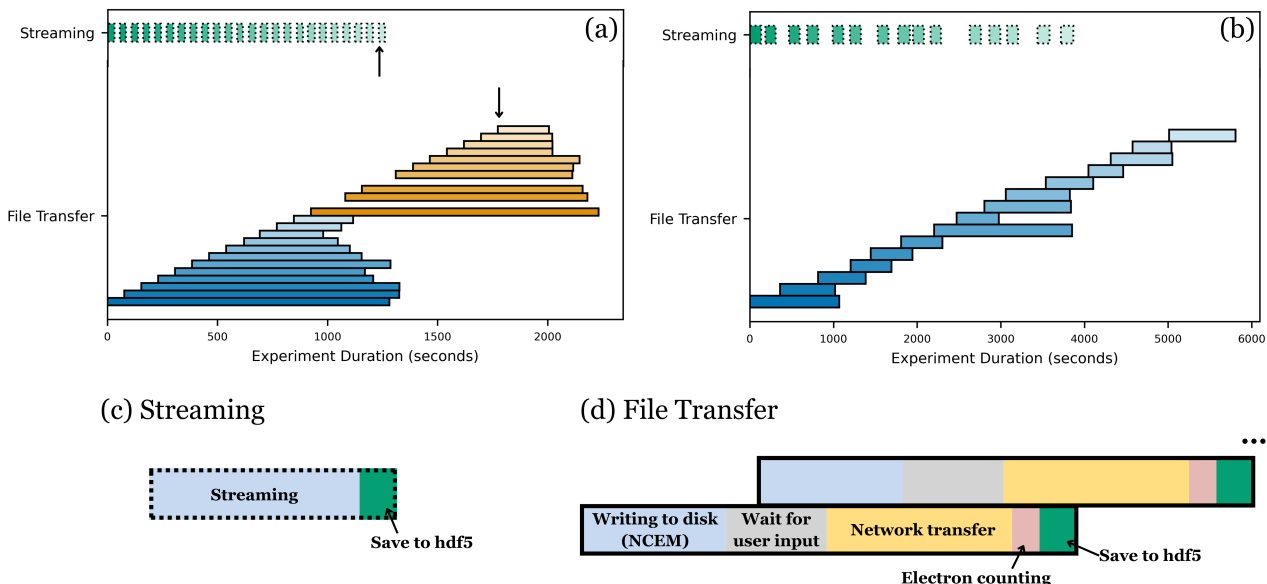 (a)
Streaming
File Transfer
0 500 1000 1500 2000
Experiment Duration (seconds)
(b)
Streaming
File Transfer
0 1000 2000 3000 4000 5000 6000
Experiment Duration (seconds)
(c) Streaming
Streaming
Save to hdf5
(d) File Transfer
...
Writing to disk
(NCEM)
Wait for
user input
Network transfer
Save to hdf5
Electron counting